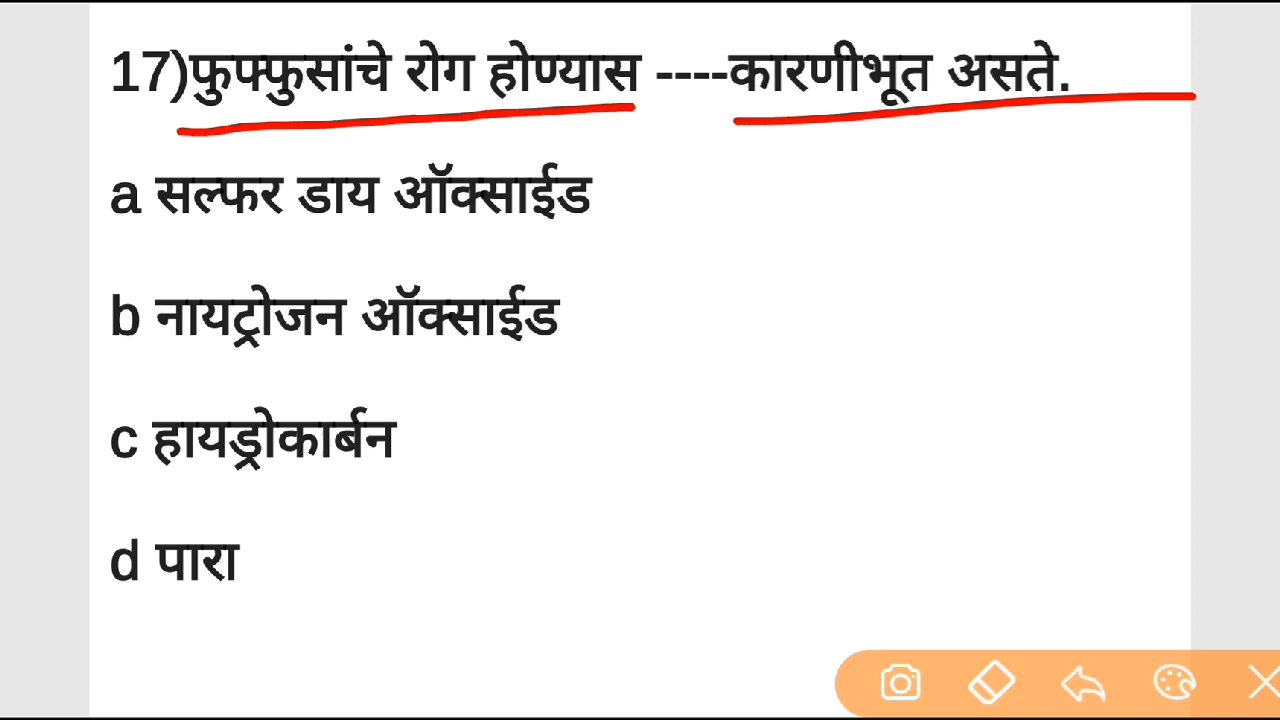 17)फुफ्फुसांचे रोग होण्यास ----कारणीभूत असते.
a सल्फर डाय ऑक्साईड
b नायट्रोजन ऑक्साईड
c हायड्रोकार्बन
d पारा